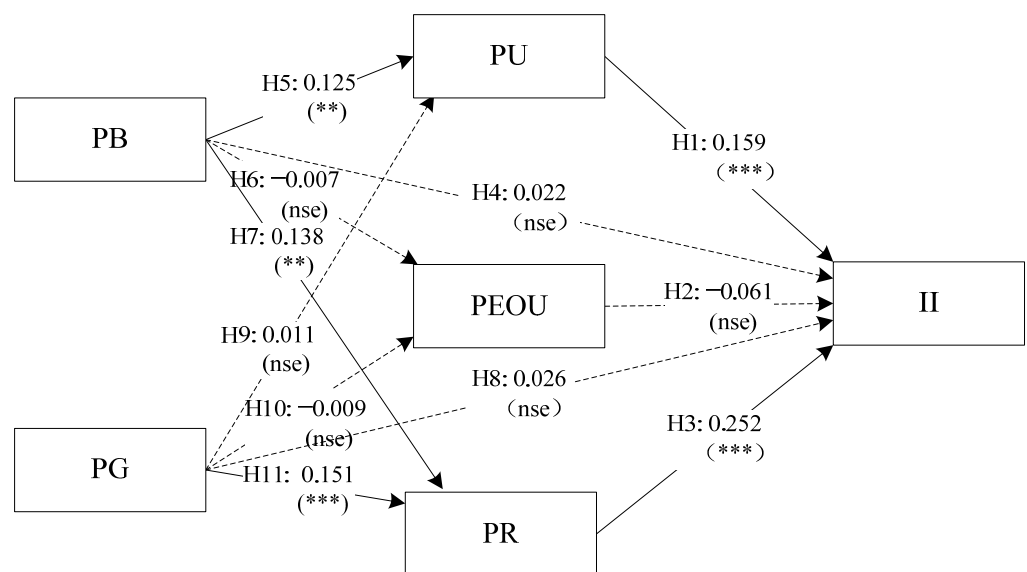 PU
H5: 0.125
(**)
PB
H1: 0.159
(***)
H6: −0.007
(nse)
H4: 0.022
（nse）
H7: 0.138
(**)
PEOU
H2: −0.061
(nse)
II
H9: 0.011
(nse)
H8: 0.026
（nse）
H10: −0.009
(nse)
H3: 0.252
(***）
PG
H11: 0.151
(***)
PR